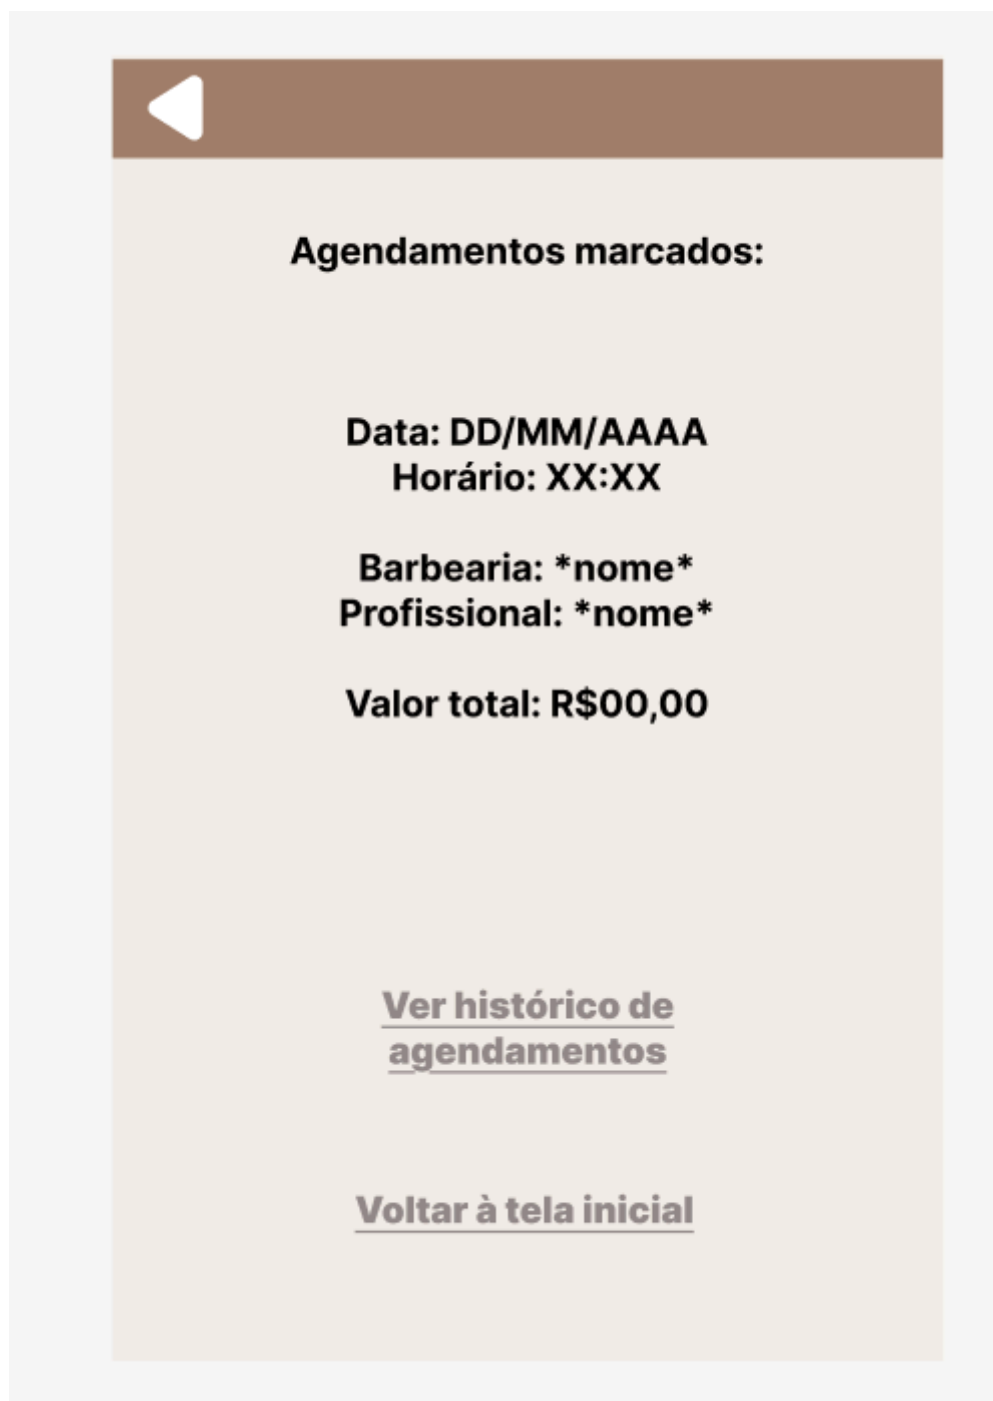 Agendamentos marcados:
Data: DD/MM/AAAA
Horário: XX:XX
Barbearia: *nome*
Profissional: *nome*
Valor total: R$00,00
Ver histórico de
agendamentos
Voltar à tela inicial